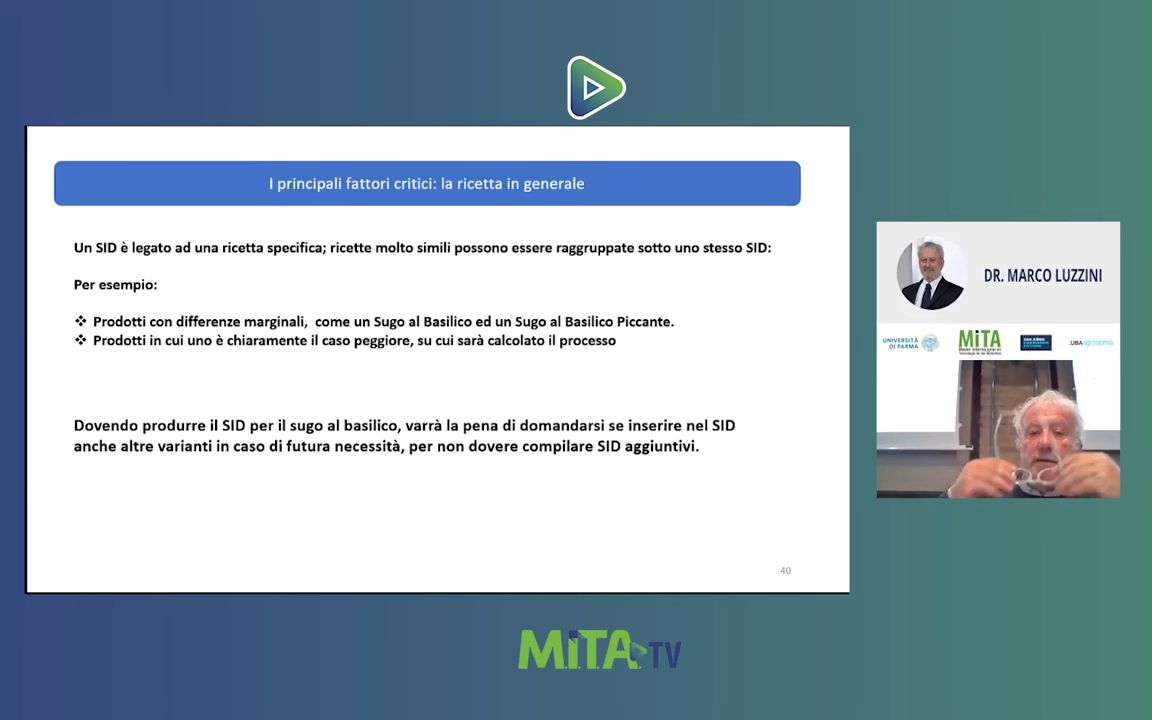 I principali fattori critici: la ricetta in generale
Un SID è legato ad una ricetta specifica; ricette molto simili possono essere raggruppate sotto uno stesso SID:
Per esempio:
❖ Prodotti con differenze marginali, come un Sugo al Basilico ed un Sugo al Basilico Piccante.
❖ Prodotti in cui uno è chiaramente il caso peggiore, su cui sarà calcolato il processo
Dovendo produrre il SID per il sugo al basilico, varrà la pena di domandarsi se inserire nel SID
anche altre varianti in caso di futura necessità, per non dovere compilare SID aggiuntivi.
40
DR. MARCO LUZZINI
UNIVERSITÀ
DI PARMA
MiTA
.UBAagronomía
M.i.T.A. TV